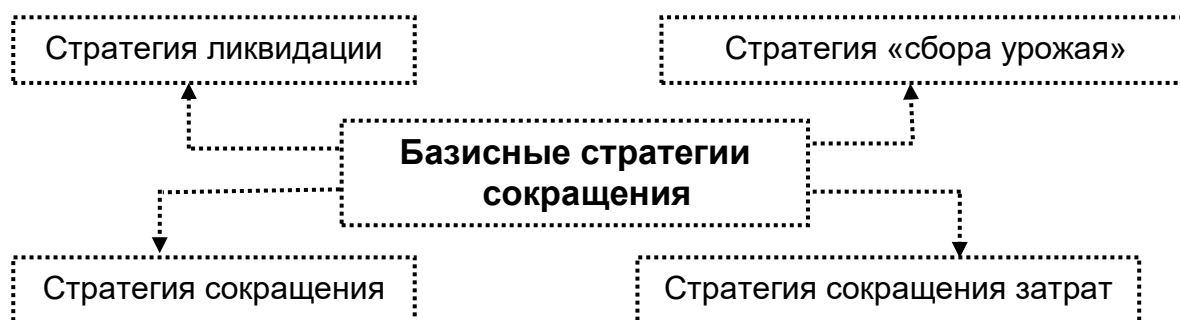 Стратегия ликвидации
Стратегия «сбора урожая»
Базисные стратегии
сокращения
Стратегия сокращения
Стратегия сокращения затрат